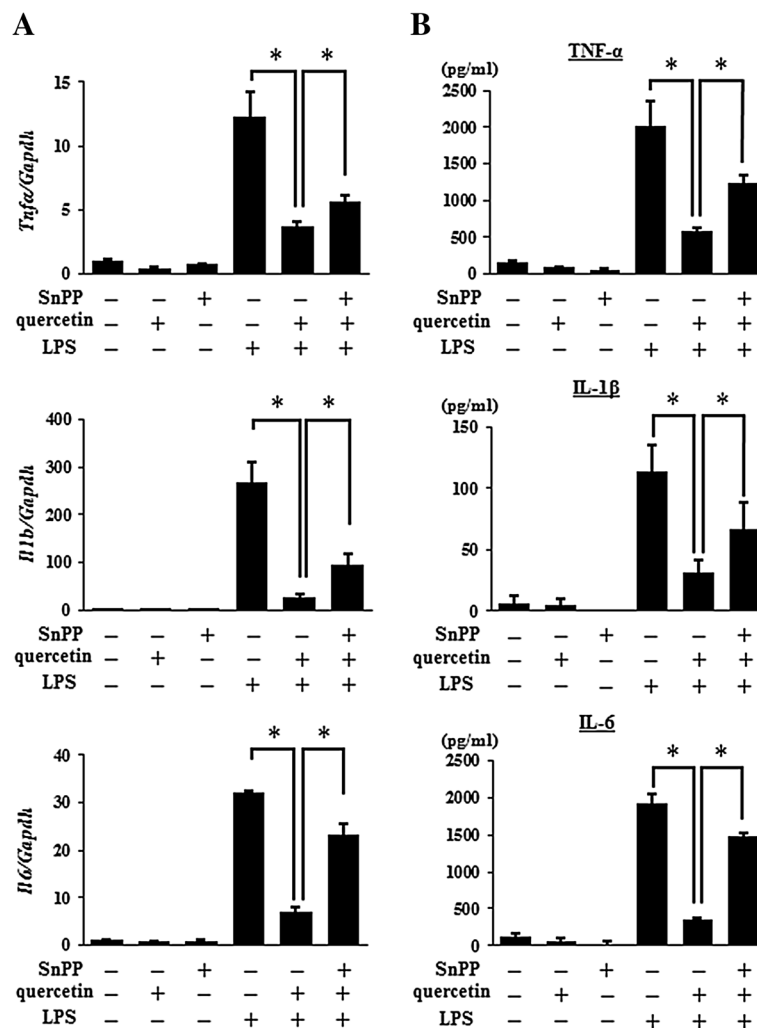 A
*
*
15
10
5
0
Tnfα/Gapdh
SnPP − − + − − +
quercetin − + − − + +
LPS − − − + + +
*
*
400
300
200
100
0
Il1b/Gapdh
SnPP − − + − − +
quercetin − + − − + +
LPS − − − + + +
*
*
40
30
20
10
0
Il6/Gapdh
SnPP − − + − − +
quercetin − + − − + +
LPS − − − + + +
B
TNF-α
(pg/ml)
*
*
2500
2000
1500
1000
500
0
SnPP − − + − − +
quercetin − + − − + +
LPS − − − + + +
IL-1β
(pg/ml)
*
*
150
100
50
0
SnPP − − + − − +
quercetin − + − − + +
LPS − − − + + +
IL-6
(pg/ml)
*
*
2500
2000
1500
1000
500
0
SnPP − − + − − +
quercetin − + − − + +
LPS − − − + + +